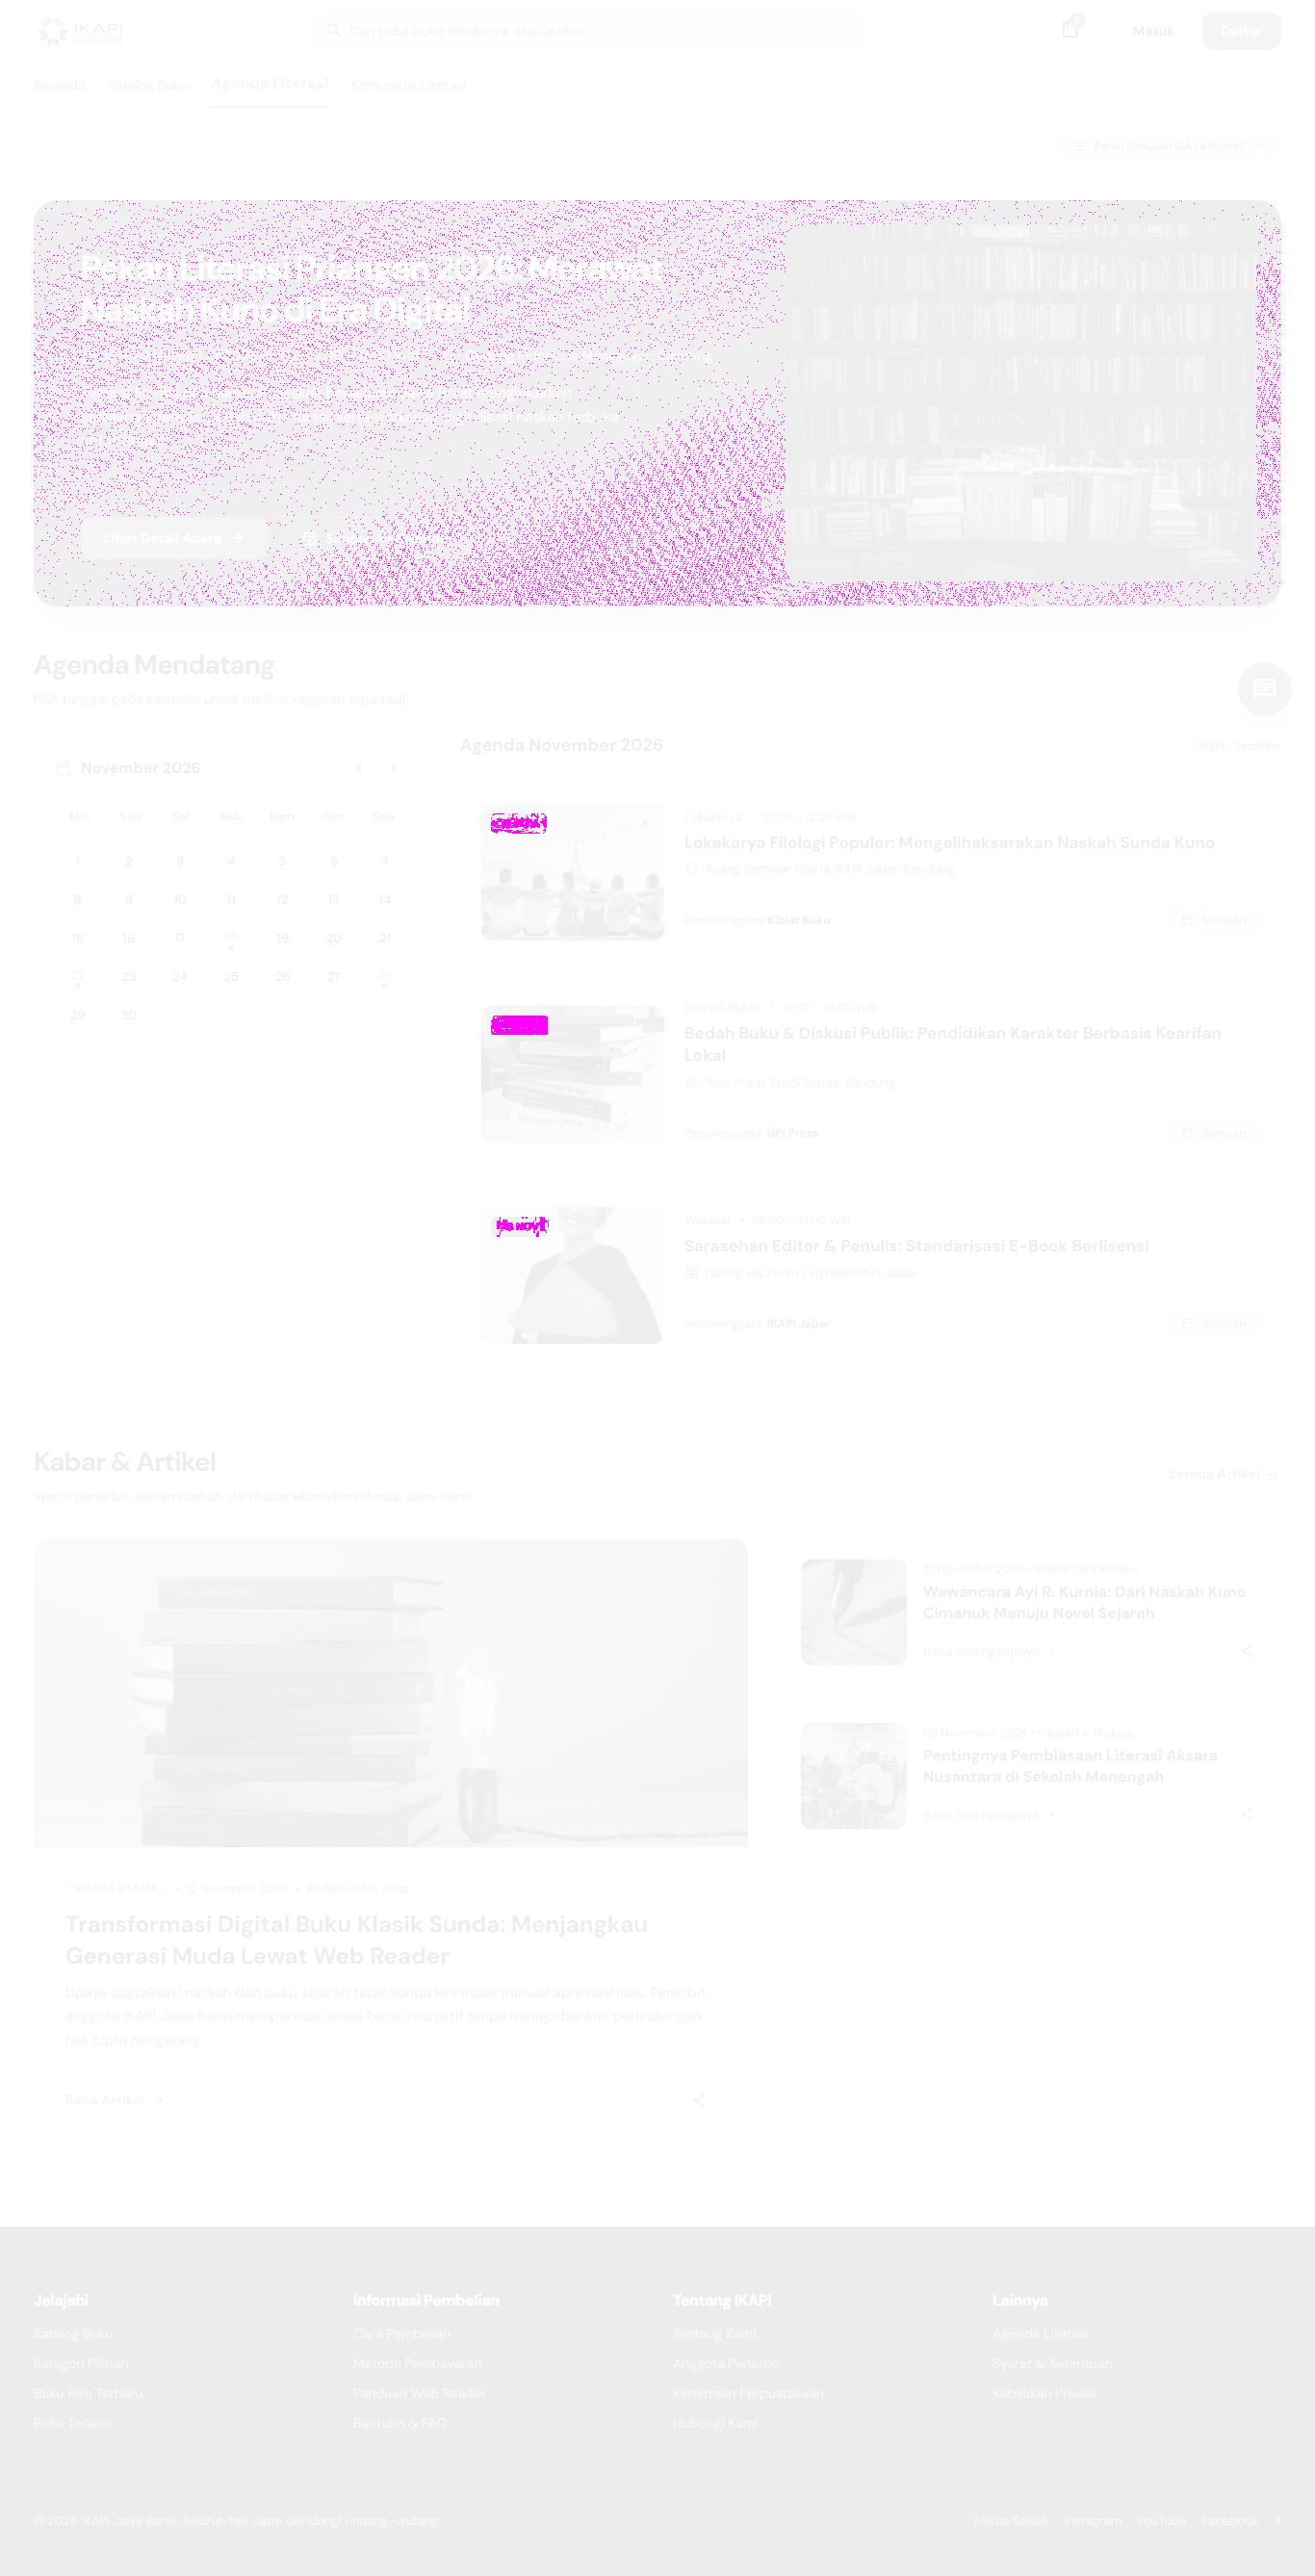 IKAPI
JAWA BARAT
Cari judul buku, lokakarya, atau artikel...
2
Masuk
Daftar
Beranda
Katalog Buku
Agenda Literasi
Komunitas Literasi
Panel Simulasi QA (4 Mode)
Pekan Literasi Priangan 2026: Merawat
Naskah Kuno di Era Digital
Lihat Detail Acara
Agenda Mendatang
Pilih tanggal pada kalender untuk melihat kegiatan terjadwal.
November 2026
Min Sen Sel Rab Kam Jum Sab
1 2 3 4 5 6 7
8 9 10 11 12 13 14
15 16 17 18 19 20 21
22 23 24 25 26 27 28
29 30
Agenda November 2026
Waktu Terdekat
Lokakarya • 10:00 – 12:30 WIB
Lokakarya Filologi Populer: Mengalihaksarakan Naskah Sunda Kuno
Ruang Seminar Graha IKAPI Jabar, Bandung
Penyelenggara: Kiblat Buku
Simpan
Diskusi Publik • 13:30 – 16:00 WIB
Bedah Buku & Diskusi Publik: Pendidikan Karakter Berbasis Kearifan
Lokal
Aula Pusat Studi Sunda, Bandung
Penyelenggara: UPI Press
Simpan
28 NOV
Webinar • 09:00 – 12:00 WIB
Sarasehan Editor & Penulis: Standarisasi E-Book Berlisensi
Daring via Zoom / Hybrid IKAPI Jabar
Penyelenggara: IKAPI Jabar
Simpan
Kabar & Artikel
Warta penerbit, ulasan naskah, dan kabar ekosistem literasi Jawa Barat.
Semua Artikel
WARTA UTAMA • 12 November 2026 • Redaksi IKAPI Jabar
Transformasi Digital Buku Klasik Sunda: Menjangkau
Generasi Muda Lewat Web Reader
Upaya digitalisasi naskah dan buku sejarah tatar Sunda kini mulai menuai apresiasi luas. Penerbit
anggota IKAPI Jawa Barat memperkuat akses baca interaktif tanpa mengorbankan perlindungan
hak cipta pengarang.
Baca Artikel
10 November 2026 • Wawancara Khusus
Wawancara Ayi R. Kurnia: Dari Naskah Kuno
Cimanuk Menuju Novel Sejarah
Baca Selengkapnya
08 November 2026 • Edukasi & Budaya
Pentingnya Pembiasaan Literasi Aksara
Nusantara di Sekolah Menengah
Baca Selengkapnya
Jelajahi
Katalog Buku
Kategori Pilihan
Buku Rilis Terbaru
Buku Terlaris
Informasi Pembelian
Cara Pembelian
Metode Pembayaran
Panduan Web Reader
Bantuan & FAQ
Tentang IKAPI
Tentang Kami
Anggota Penerbit
Kemitraan Perpustakaan
Hubungi Kami
Lainnya
Agenda Literasi
Syarat & Ketentuan
Kebijakan Privasi
© 2026 IKAPI Jawa Barat. Seluruh hak cipta dilindungi undang-undang.
Media Sosial: Instagram YouTube Facebook X